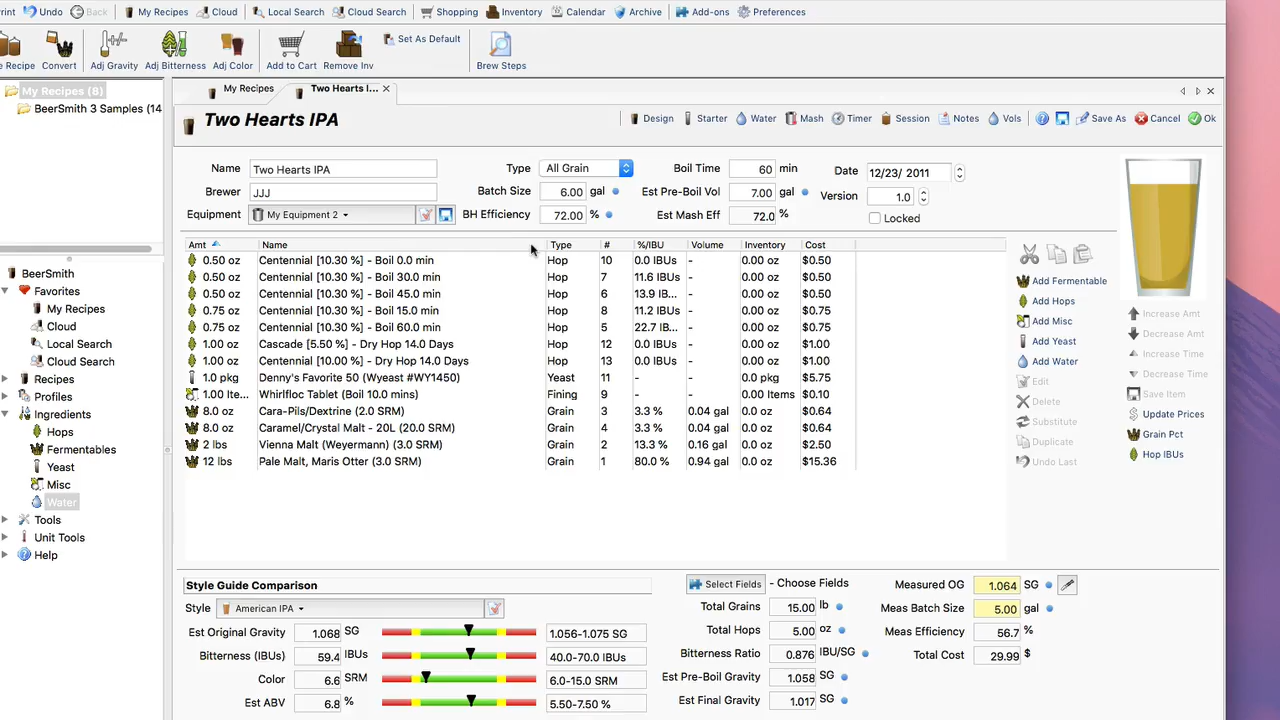 rint Undo Back My Recipes Cloud Local Search Cloud Search Shopping Inventory Calendar Archive Add-ons Preferences
e Recipe Convert Adj Gravity Adj Bitterness Adj Color Add to Cart Remove Inv Set As Default Brew Steps
My Recipes (8)
BeerSmith 3 Samples (14
My Recipes Two Hearts I...
Two Hearts IPA Design Starter Water Mash Timer Session Notes Vols Save As Cancel Ok
Name Two Hearts IPA Type All Grain Boil Time 60 min Date 12/23/ 2011
Brewer JJJ Batch Size 6.00 gal Est Pre-Boil Vol 7.00 gal Version 1.0
Equipment My Equipment 2 BH Efficiency 72.00 % Est Mash Eff 72.0 % Locked
Amt Name Type # %/IBU Volume Inventory Cost
0.50 oz Centennial [10.30 %] - Boil 0.0 min Hop 10 0.0 IBUs - 0.00 oz $0.50
0.50 oz Centennial [10.30 %] - Boil 30.0 min Hop 7 11.6 IBUs - 0.00 oz $0.50
0.50 oz Centennial [10.30 %] - Boil 45.0 min Hop 6 13.9 IB... - 0.00 oz $0.50
0.75 oz Centennial [10.30 %] - Boil 15.0 min Hop 8 11.2 IBUs - 0.00 oz $0.75
0.75 oz Centennial [10.30 %] - Boil 60.0 min Hop 5 22.7 IB... - 0.00 oz $0.75
1.00 oz Cascade [5.50 %] - Dry Hop 14.0 Days Hop 12 0.0 IBUs - 0.00 oz $1.00
1.00 oz Centennial [10.00 %] - Dry Hop 14.0 Days Hop 13 0.0 IBUs - 0.00 oz $1.00
1.0 pkg Denny's Favorite 50 (Wyeast #WY1450) Yeast 11 - - 0.0 pkg $5.75
1.00 Ite... Whirlfloc Tablet (Boil 10.0 mins) Fining 9 - - 0.00 Items $0.10
8.0 oz Cara-Pils/Dextrine (2.0 SRM) Grain 3 3.3 % 0.04 gal 0.0 oz $0.64
8.0 oz Caramel/Crystal Malt - 20L (20.0 SRM) Grain 4 3.3 % 0.04 gal 0.0 oz $0.64
2 lbs Vienna Malt (Weyermann) (3.0 SRM) Grain 2 13.3 % 0.16 gal 0.0 oz $2.50
12 lbs Pale Malt, Maris Otter (3.0 SRM) Grain 1 80.0 % 0.94 gal 0.0 oz $15.36
Add Fermentable
Add Hops
Add Misc
Add Yeast
Add Water
Edit
Delete
Substitute
Duplicate
Undo Last
Increase Amt
Decrease Amt
Increase Time
Decrease Time
Save Item
Update Prices
Grain Pct
Hop IBUs
BeerSmith
Favorites
My Recipes
Cloud
Local Search
Cloud Search
Recipes
Profiles
Ingredients
Hops
Fermentables
Yeast
Misc
Water
Tools
Unit Tools
Help
Style Guide Comparison
Style American IPA
Est Original Gravity 1.068 SG 1.056-1.075 SG
Bitterness (IBUs) 59.4 IBUs 40.0-70.0 IBUs
Color 6.6 SRM 6.0-15.0 SRM
Est ABV 6.8 % 5.50-7.50 %
Select Fields - Choose Fields
Total Grains 15.00 lb
Total Hops 5.00 oz
Bitterness Ratio 0.876 IBU/SG
Est Pre-Boil Gravity 1.058 SG
Est Final Gravity 1.017 SG
Measured OG 1.064 SG
Meas Batch Size 5.00 gal
Meas Efficiency 56.7 %
Total Cost 29.99 $